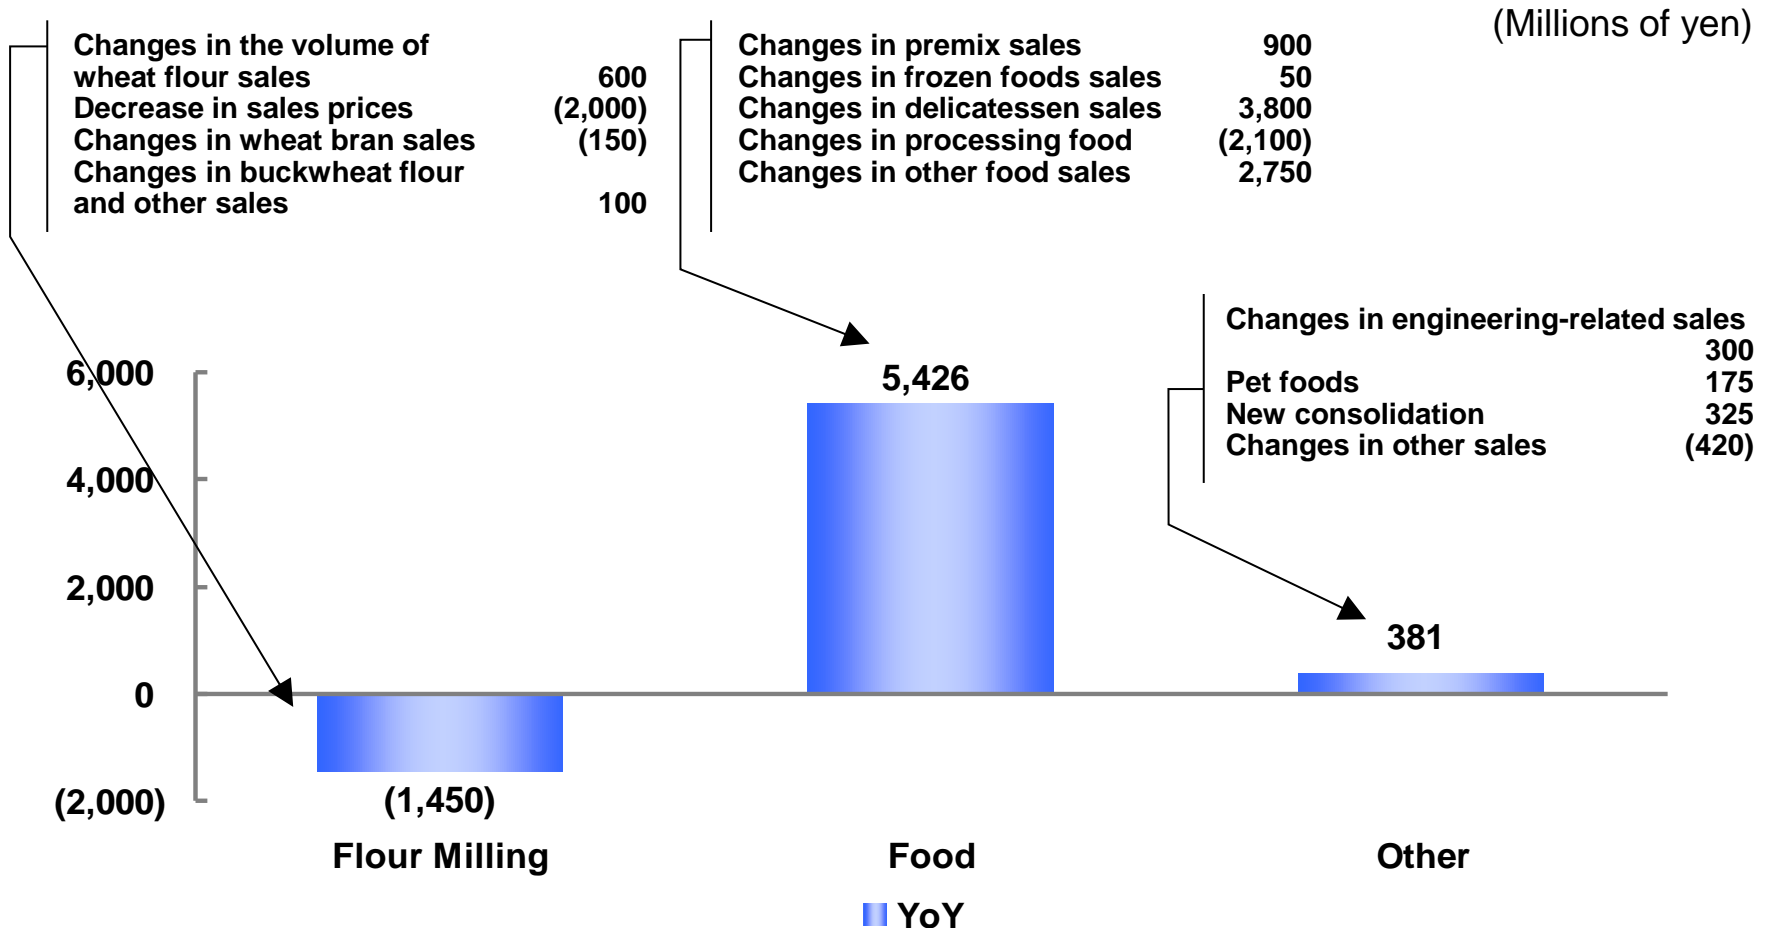 (Millions of yen)
Changes in the volume of
wheat flour sales 600
Decrease in sales prices (2,000)
Changes in wheat bran sales (150)
Changes in buckwheat flour
and other sales 100
Changes in premix sales 900
Changes in frozen foods sales 50
Changes in delicatessen sales 3,800
Changes in processing food (2,100)
Changes in other food sales 2,750
Changes in engineering-related sales
300
Pet foods 175
New consolidation 325
Changes in other sales (420)
6,000
4,000
2,000
0
(2,000)
5,426
381
(1,450)
Flour Milling
Food
Other
YoY